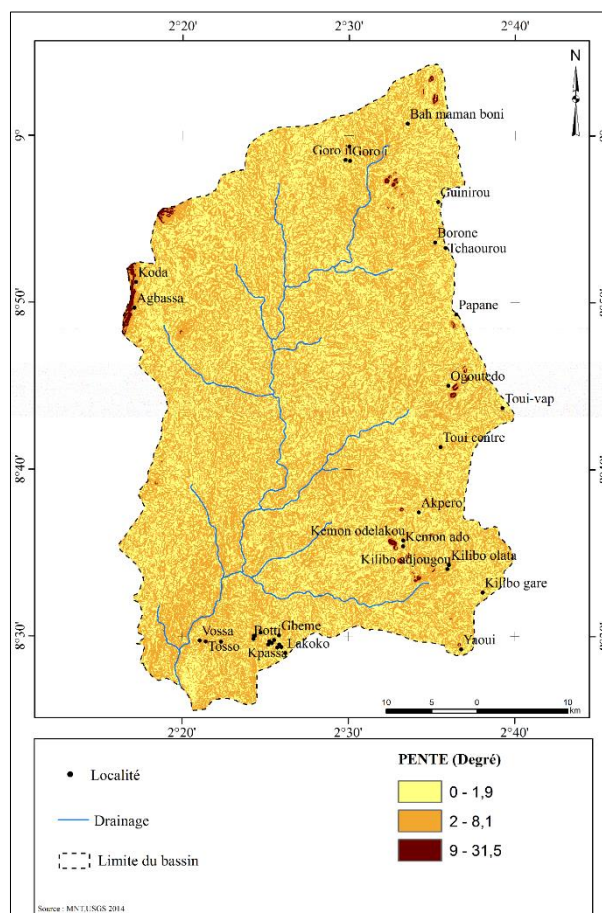 2°20 2°30 2°40
N
Bah maman boni
9° 9°
Goro II Goro I
Guinirou
Borone
Tchaourou
Koda
Agbassa
8°50 8°50
Papane
Ogoutedo
Toui-vap
Toui centre
8°40
Akpero
Kemon odelakou
Kemon ado
Kilibo adjougou
Kilibo olata
Kilibo gare
8°30
Vossa
Botti
Gbeme
Tosso
Kpassa
Lakoko
Yaoui
10 5 0 10
km
2°20 2°30 2°40
Localité
Drainage
Limite du bassin
PENTE (Degré)
0 - 1,9
2 - 8,1
9 - 31,5
Source : MNT,USGS 2014